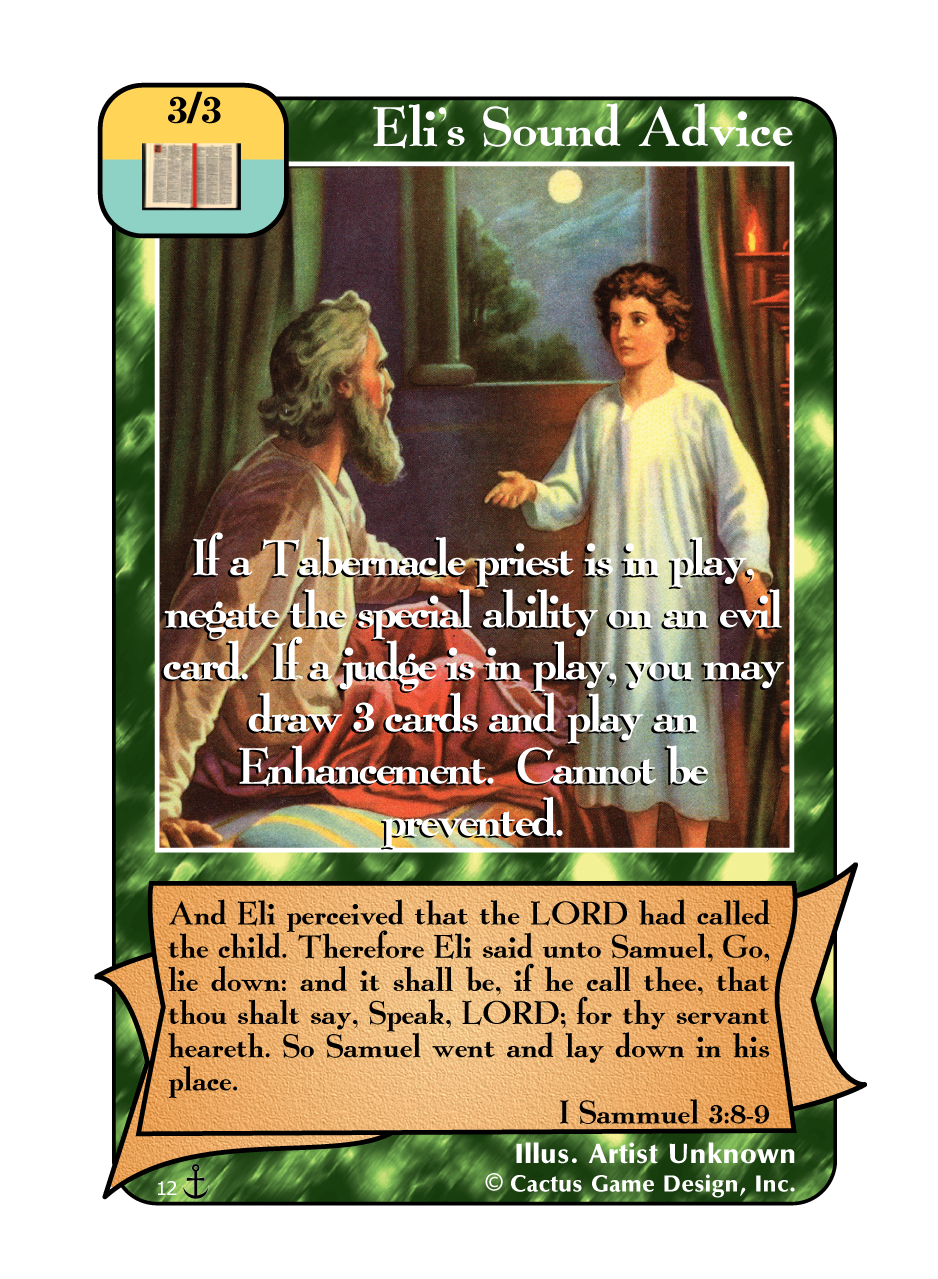 3/3
Eli's Sound Advice
If a Tabernacle priest is in play,
negate the special ability on an evil
card. If a judge is in play, you may
draw 3 cards and play an
Enhancement. Cannot be
prevented.
And Eli perceived that the LORD had called
the child. Therefore Eli said unto Samuel, Go,
lie down: and it shall be, if he call thee, that
thou shalt say, Speak, LORD; for thy servant
heareth. So Samuel went and lay down in his
place.
I Sammuel 3:8-9
Illus. Artist Unknown
© Cactus Game Design, Inc.
12